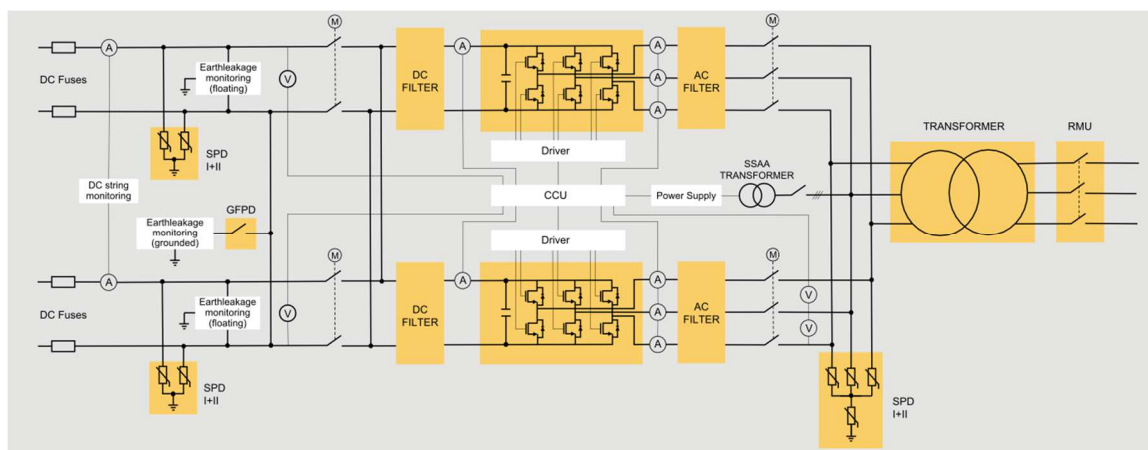 M
M
A
A
A
A
DC Fuses
Earthleakage
monitoring
(floating)
V
DC
FILTER
AC
FILTER
SPD
I+II
Driver
TRANSFORMER
RMU
DC string
monitoring
SSAA
TRANSFORMER
CCU
Power Supply
GFPD
Earthleakage
monitoring
(grounded)
Driver
M
M
A
A
A
A
A
DC Fuses
Earthleakage
monitoring
(floating)
V
DC
FILTER
AC
FILTER
V
V
SPD
I+II
SPD
I+II